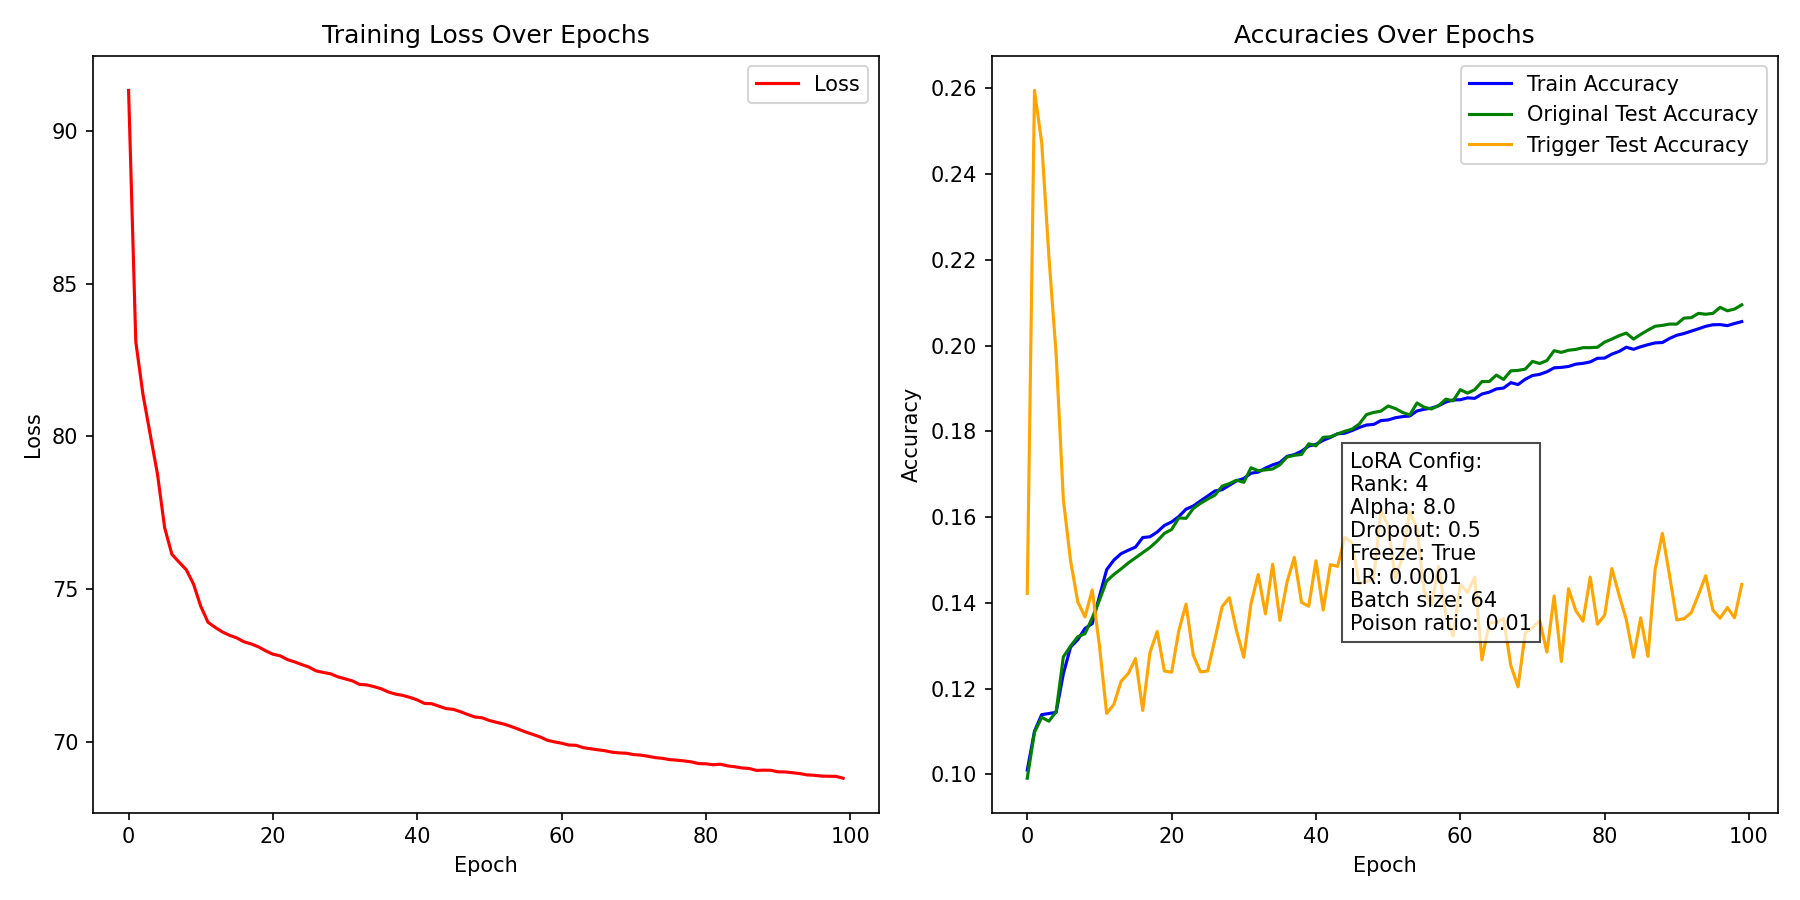 Training Loss Over Epochs
Loss
90
85
80
75
70
Loss
0
20
40
60
80
100
Epoch
Accuracies Over Epochs
Train Accuracy
Original Test Accuracy
Trigger Test Accuracy
0.26
0.24
0.22
0.20
0.18
0.16
0.14
0.12
0.10
Accuracy
LoRA Config:
Rank: 4
Alpha: 8.0
Dropout: 0.5
Freeze: True
LR: 0.0001
Batch size: 64
Poison ratio: 0.01
0
20
40
60
80
100
Epoch